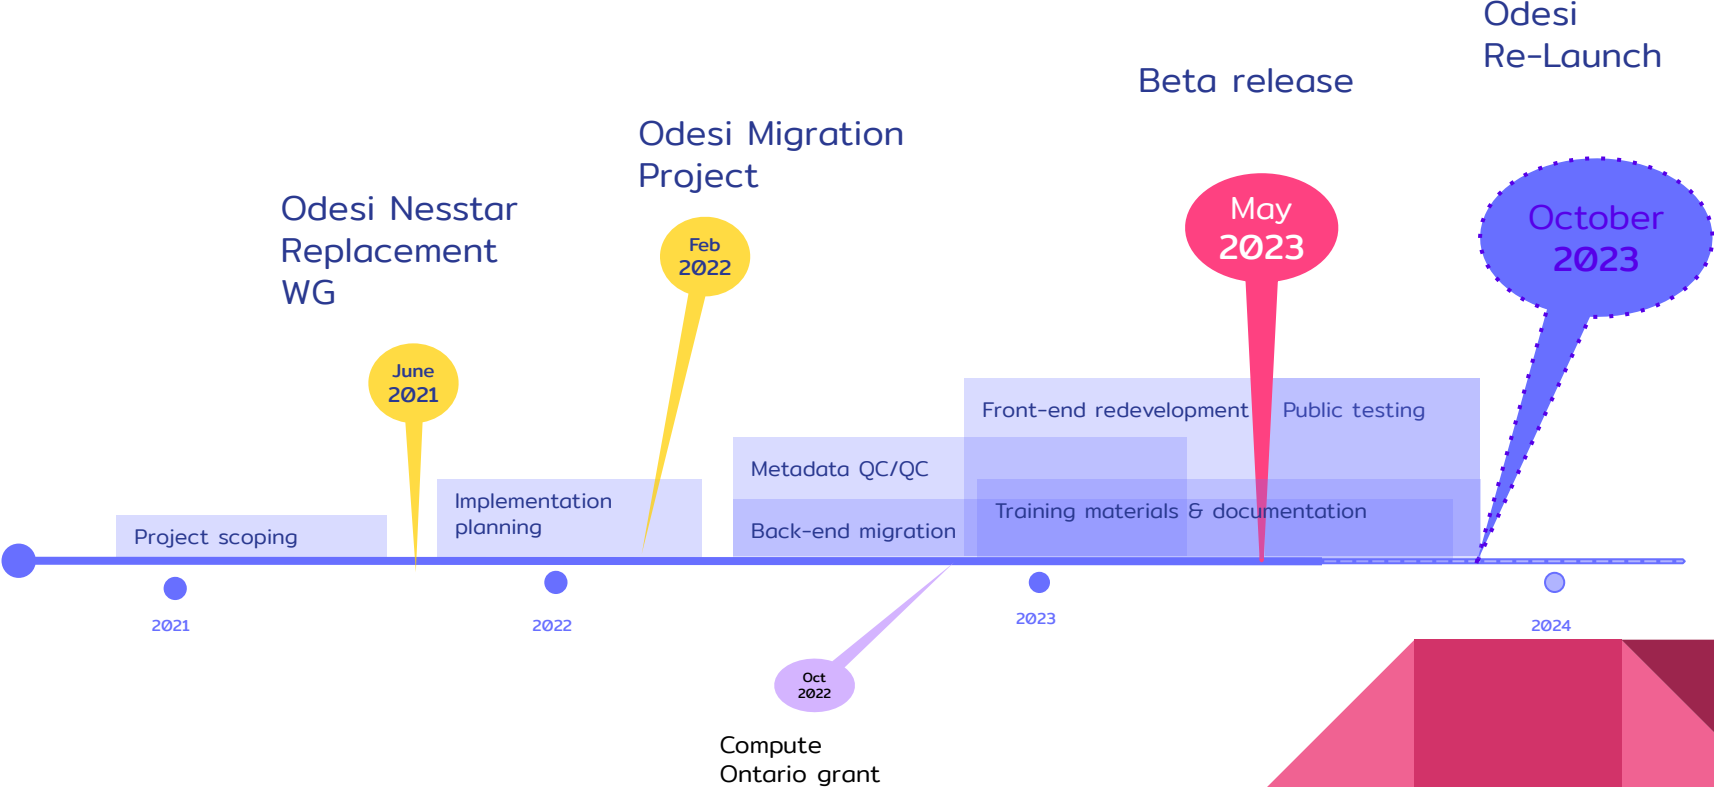 Odesi
Re-Launch
Beta release
Odesi Migration
Project
Odesi Nesstar
Replacement
WG
May
2023
October
2023
Feb
2022
June
2021
Front-end redevelopment
Public testing
Metadata QC/QC
Implementation
planning
Training materials & documentation
Back-end migration
Project scoping
2021
2022
2023
2024
Oct
2022
Compute
Ontario grant